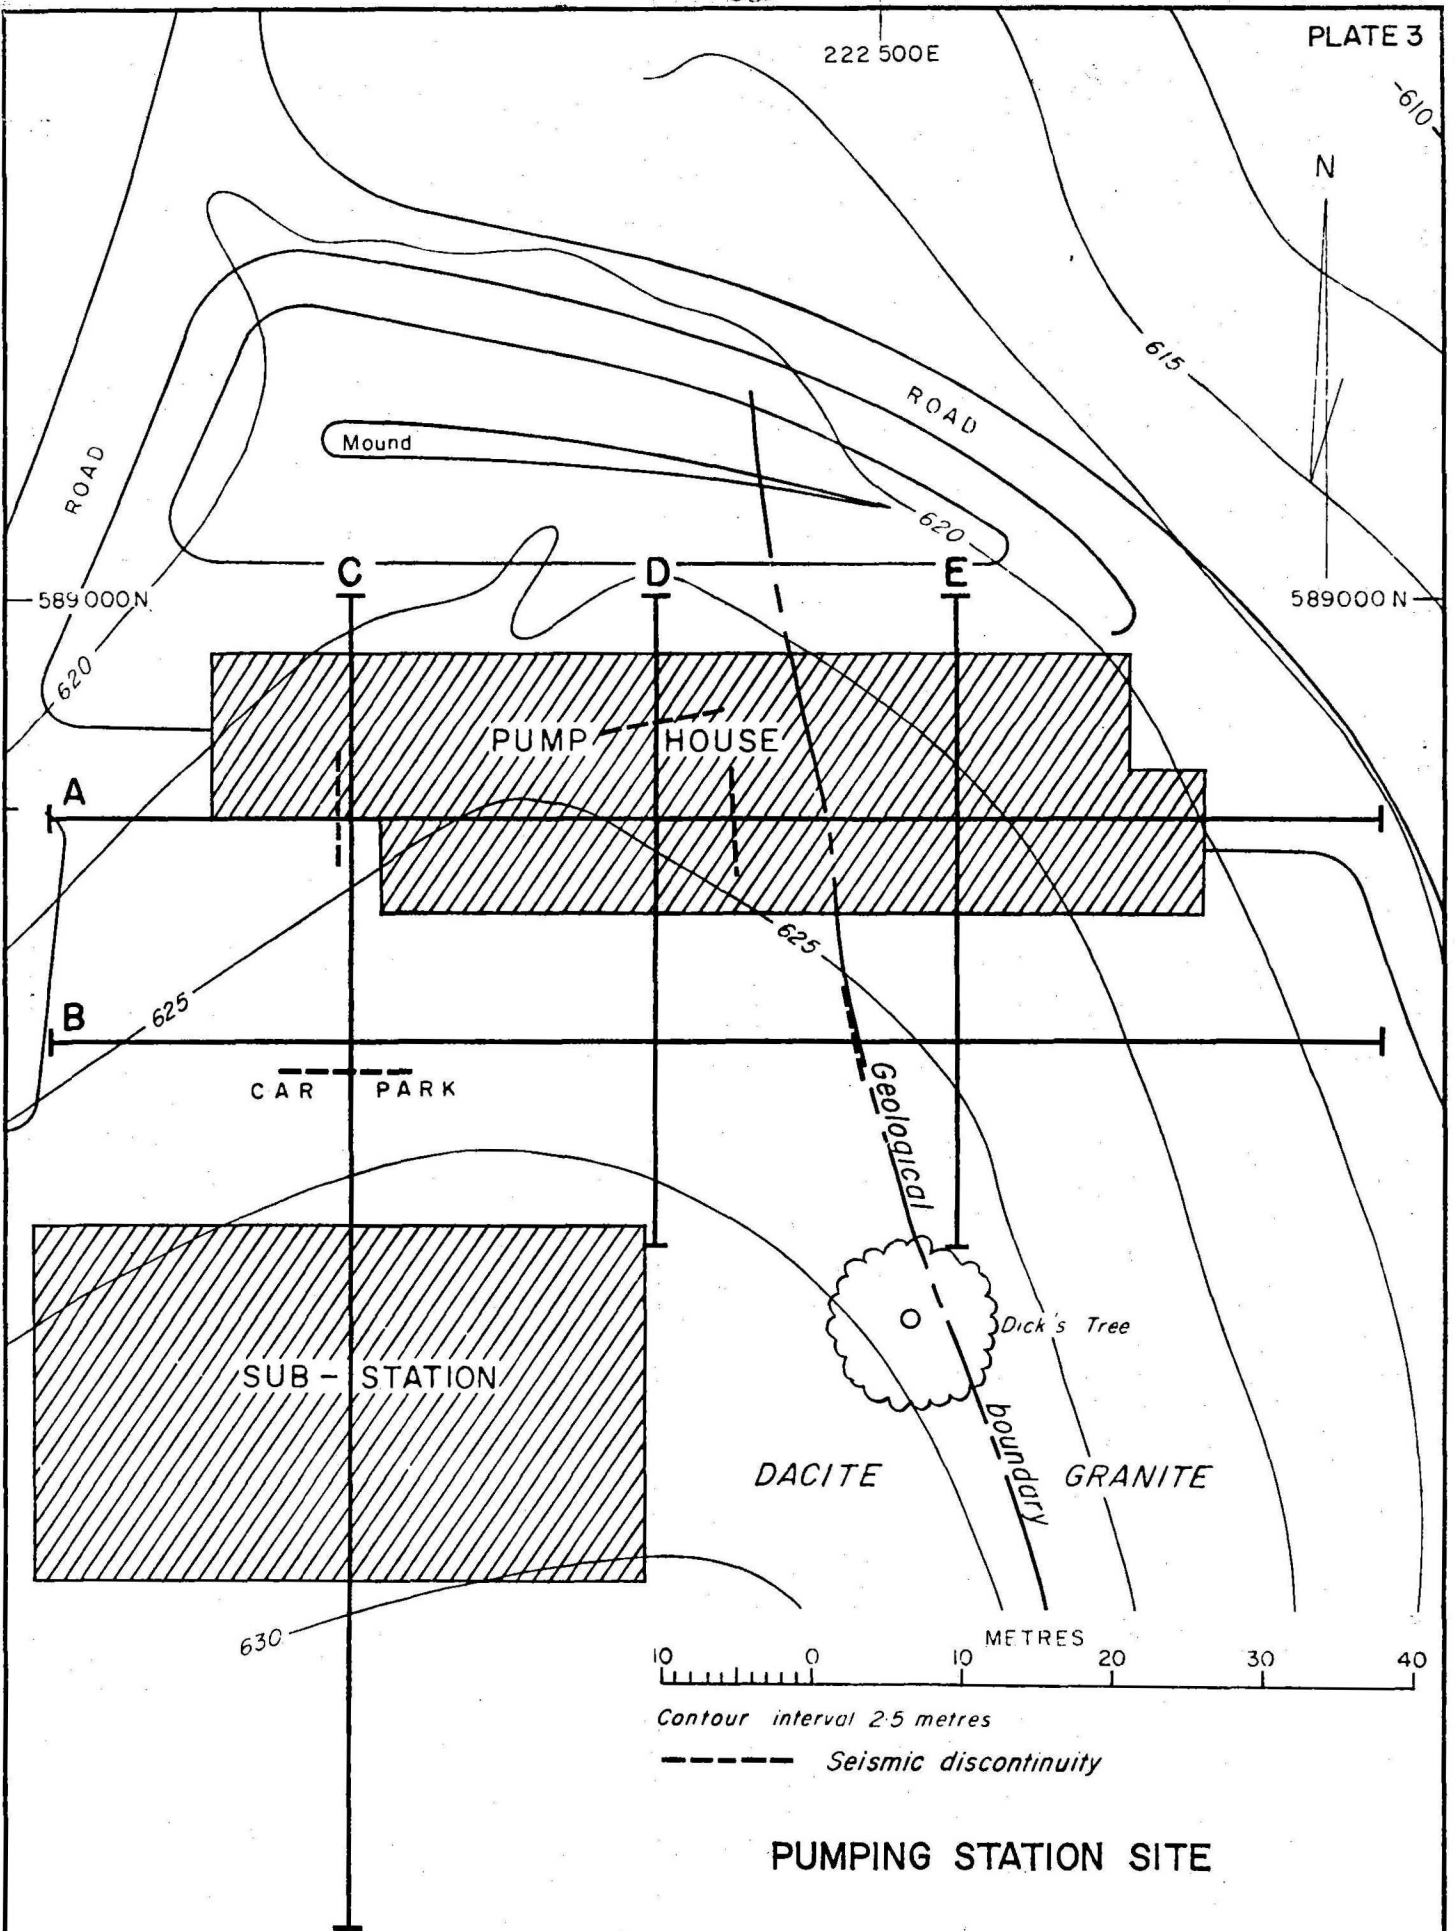 PLATE 3
222 500E
-610
N
615
ROAD
Mound
ROAD
620
C
D
E
589 000N
589000 N
620
PUMP HOUSE
A
625
625
B
CAR PARK
Geological
Dick's Tree
SUB-STATION
boundary
DACITE
GRANITE
630
METRES
10 0 10 20 30 40
Contour interval 2.5 metres
Seismic discontinuity
PUMPING STATION SITE